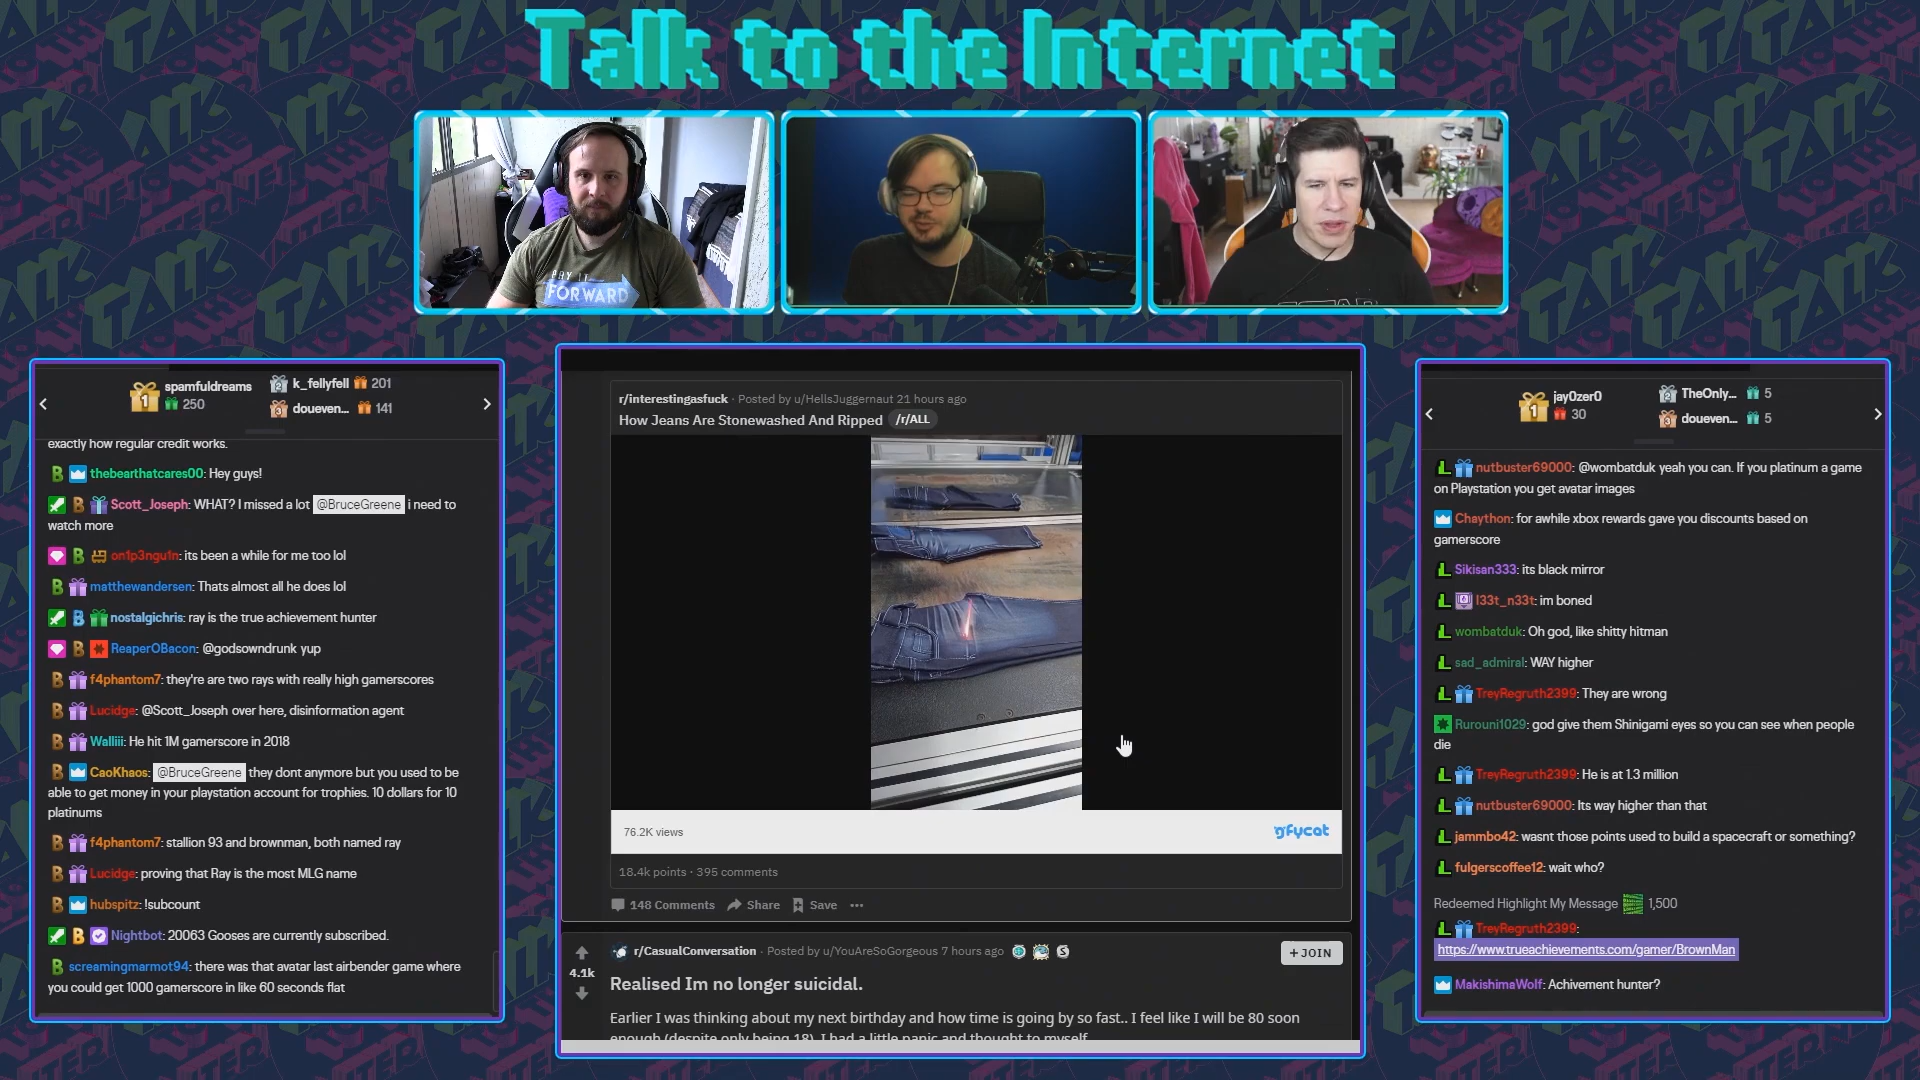 Talk to the Internet
PAY IT
FORWARD
spamfuldreams
250
k_fellyfell 201
doueven... 141
exactly how regular credit works.
thebearthatcares00: Hey guys!
Scott_Joseph: WHAT? I missed a lot @BruceGreene i need to
watch more
on1p3ngu1n: its been a while for me too lol
matthewandersen: Thats almost all he does lol
nostalgichris: ray is the true achievement hunter
ReaperOBacon: @godsowndrunk yup
f4phantom7: they're are two rays with really high gamerscores
Lucidge: @Scott_Joseph over here, disinformation agent
Walliii: He hit 1M gamerscore in 2018
CaoKhaos: @BruceGreene they dont anymore but you used to be
able to get money in your playstation account for trophies. 10 dollars for 10
platinums
f4phantom7: stallion 93 and brownman, both named ray
Lucidge: proving that Ray is the most MLG name
hubspitz: !subcount
Nightbot: 20063 Gooses are currently subscribed.
screamingmarmot94: there was that avatar last airbender game where
you could get 1000 gamerscore in like 60 seconds flat
r/interestingasfuck · Posted by u/HellsJuggernaut 21 hours ago
How Jeans Are Stonewashed And Ripped /r/ALL
76.2K views
gfycat
18.4k points · 395 comments
148 Comments Share Save ...
r/CasualConversation · Posted by u/YouAreSoGorgeous 7 hours ago
+ JOIN
4.1k
Realised Im no longer suicidal.
Earlier I was thinking about my next birthday and how time is going by so fast.. I feel like I will be 80 soon
enough (despite only being 18). I had a little panic and thought to myself
jay0zer0
30
TheOnly... 5
doueven... 5
nutbuster69000: @wombatduk yeah you can. If you platinum a game
on Playstation you get avatar images
Chaython: for awhile xbox rewards gave you discounts based on
gamerscore
Sikisan333: its black mirror
l33t_n33t: im boned
wombatduk: Oh god, like shitty hitman
sad_admiral: WAY higher
TreyRegruth2399: They are wrong
Rurouni1029: god give them Shinigami eyes so you can see when people
die
TreyRegruth2399: He is at 1.3 million
nutbuster69000: Its way higher than that
jammbo42: wasnt those points used to build a spacecraft or something?
fulgerscoffee12: wait who?
Redeemed Highlight My Message 1,500
TreyRegruth2399:
https://www.trueachievements.com/gamer/BrownMan
MakishimaWolf: Achivement hunter?